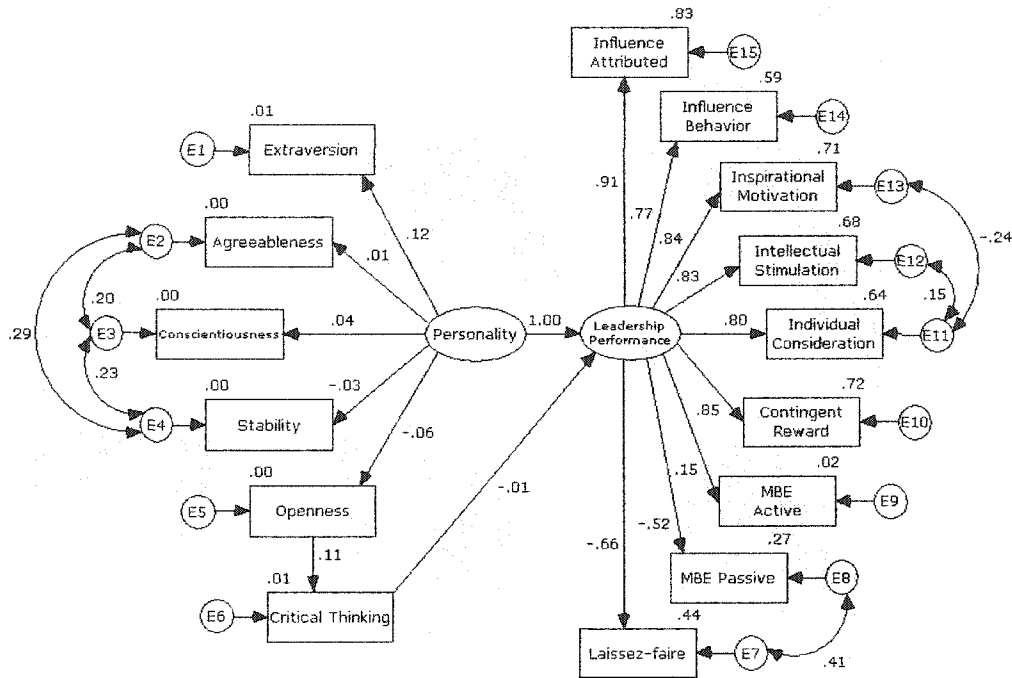 .83
Influence
Attributed
E15
.59
Influence
Behavior
E14
.01
E1
Extraversion
.71
Inspirational
Motivation
E13
.91
.77
.84
-.24
.00
E2
Agreeableness
.12
.01
.68
Intellectual
Stimulation
E12
.83
.15
.20
.00
.29
E3
Conscientiousness
.04
Personality
1.00
Leadership
Performance
.80
.64
Individual
Consideration
E11
.23
.00
-.03
E4
Stability
-.06
.72
Contingent
Reward
E10
.85
.00
E5
Openness
-.01
.15
.02
MBE
Active
E9
-.52
-.66
.11
.27
MBE Passive
E8
.01
E6
Critical Thinking
.44
Laissez-faire
E7
.41